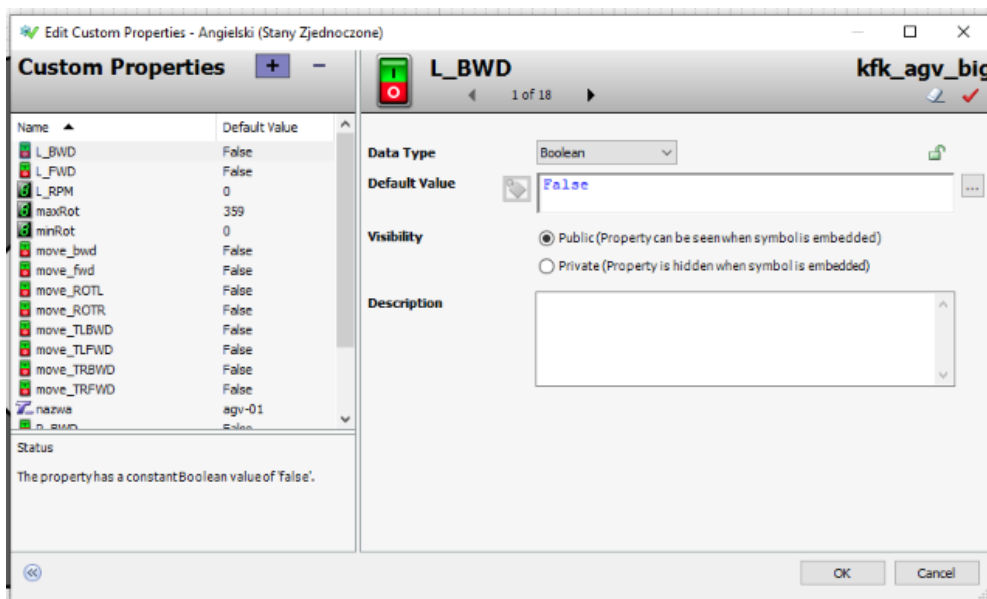 Edit Custom Properties - Angielski (Stany Zjednoczone)
Custom Properties
+ -
L_BWD
kfk_agv_big
1 of 18
Name Default Value
L_BWD False
L_FWD False
L_RPM 0
maxRot 359
minRot 0
move_bwd False
move_fwd False
move_ROTL False
move_ROTR False
move_TLBWD False
move_TLFWD False
move_TRBWD False
move_TRFWD False
nazwa agv-01
Data Type Boolean
Default Value False
...
Visibility Public (Property can be seen when symbol is embedded)
Private (Property is hidden when symbol is embedded)
Description
Status
The property has a constant Boolean value of 'false'.
OK Cancel